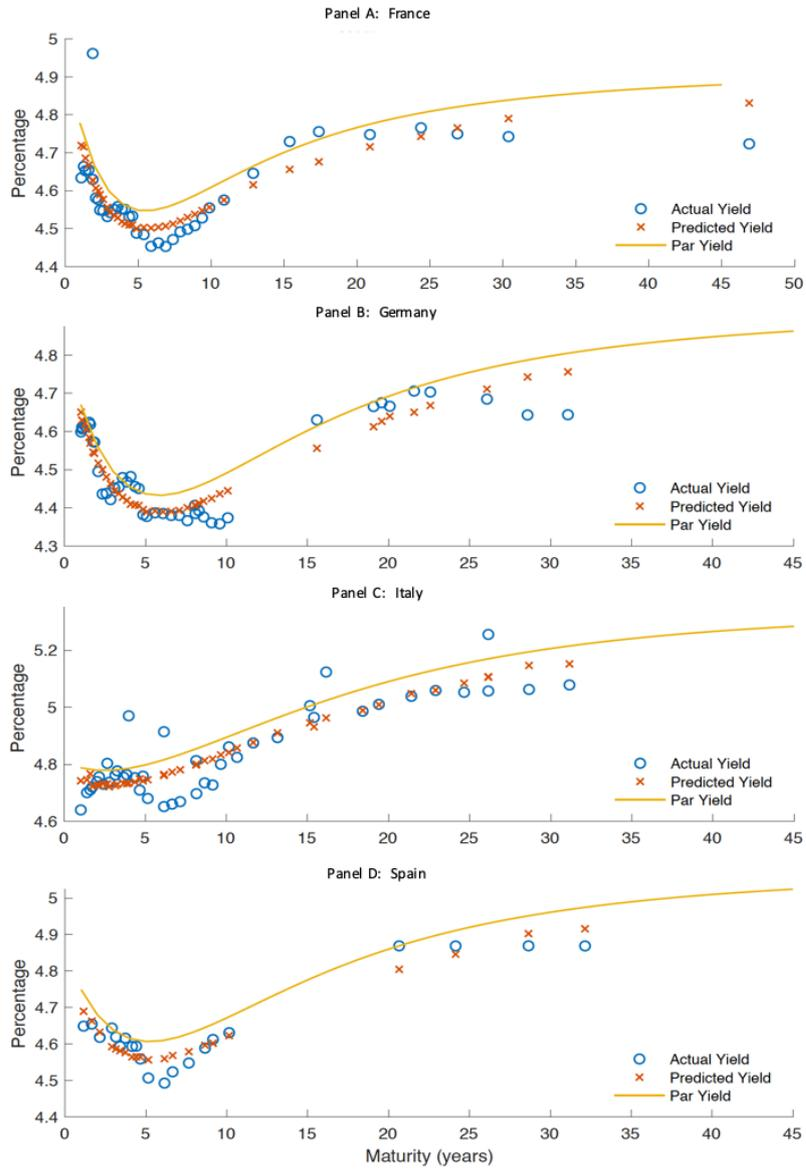 Panel A: France
5
4.9
4.8
4.7
4.6
4.5
4.4
Percentage
Actual Yield
Predicted Yield
Par Yield
0 5 10 15 20 25 30 35 40 45 50
Panel B: Germany
4.8
4.7
4.6
4.5
4.4
4.3
Percentage
Actual Yield
Predicted Yield
Par Yield
0 5 10 15 20 25 30 35 40 45
Panel C: Italy
5.2
5
4.8
4.6
Percentage
Actual Yield
Predicted Yield
Par Yield
0 5 10 15 20 25 30 35 40 45
Panel D: Spain
5
4.9
4.8
4.7
4.6
4.5
4.4
Percentage
Actual Yield
Predicted Yield
Par Yield
0 5 10 15 20 25 30 35 40 45
Maturity (years)